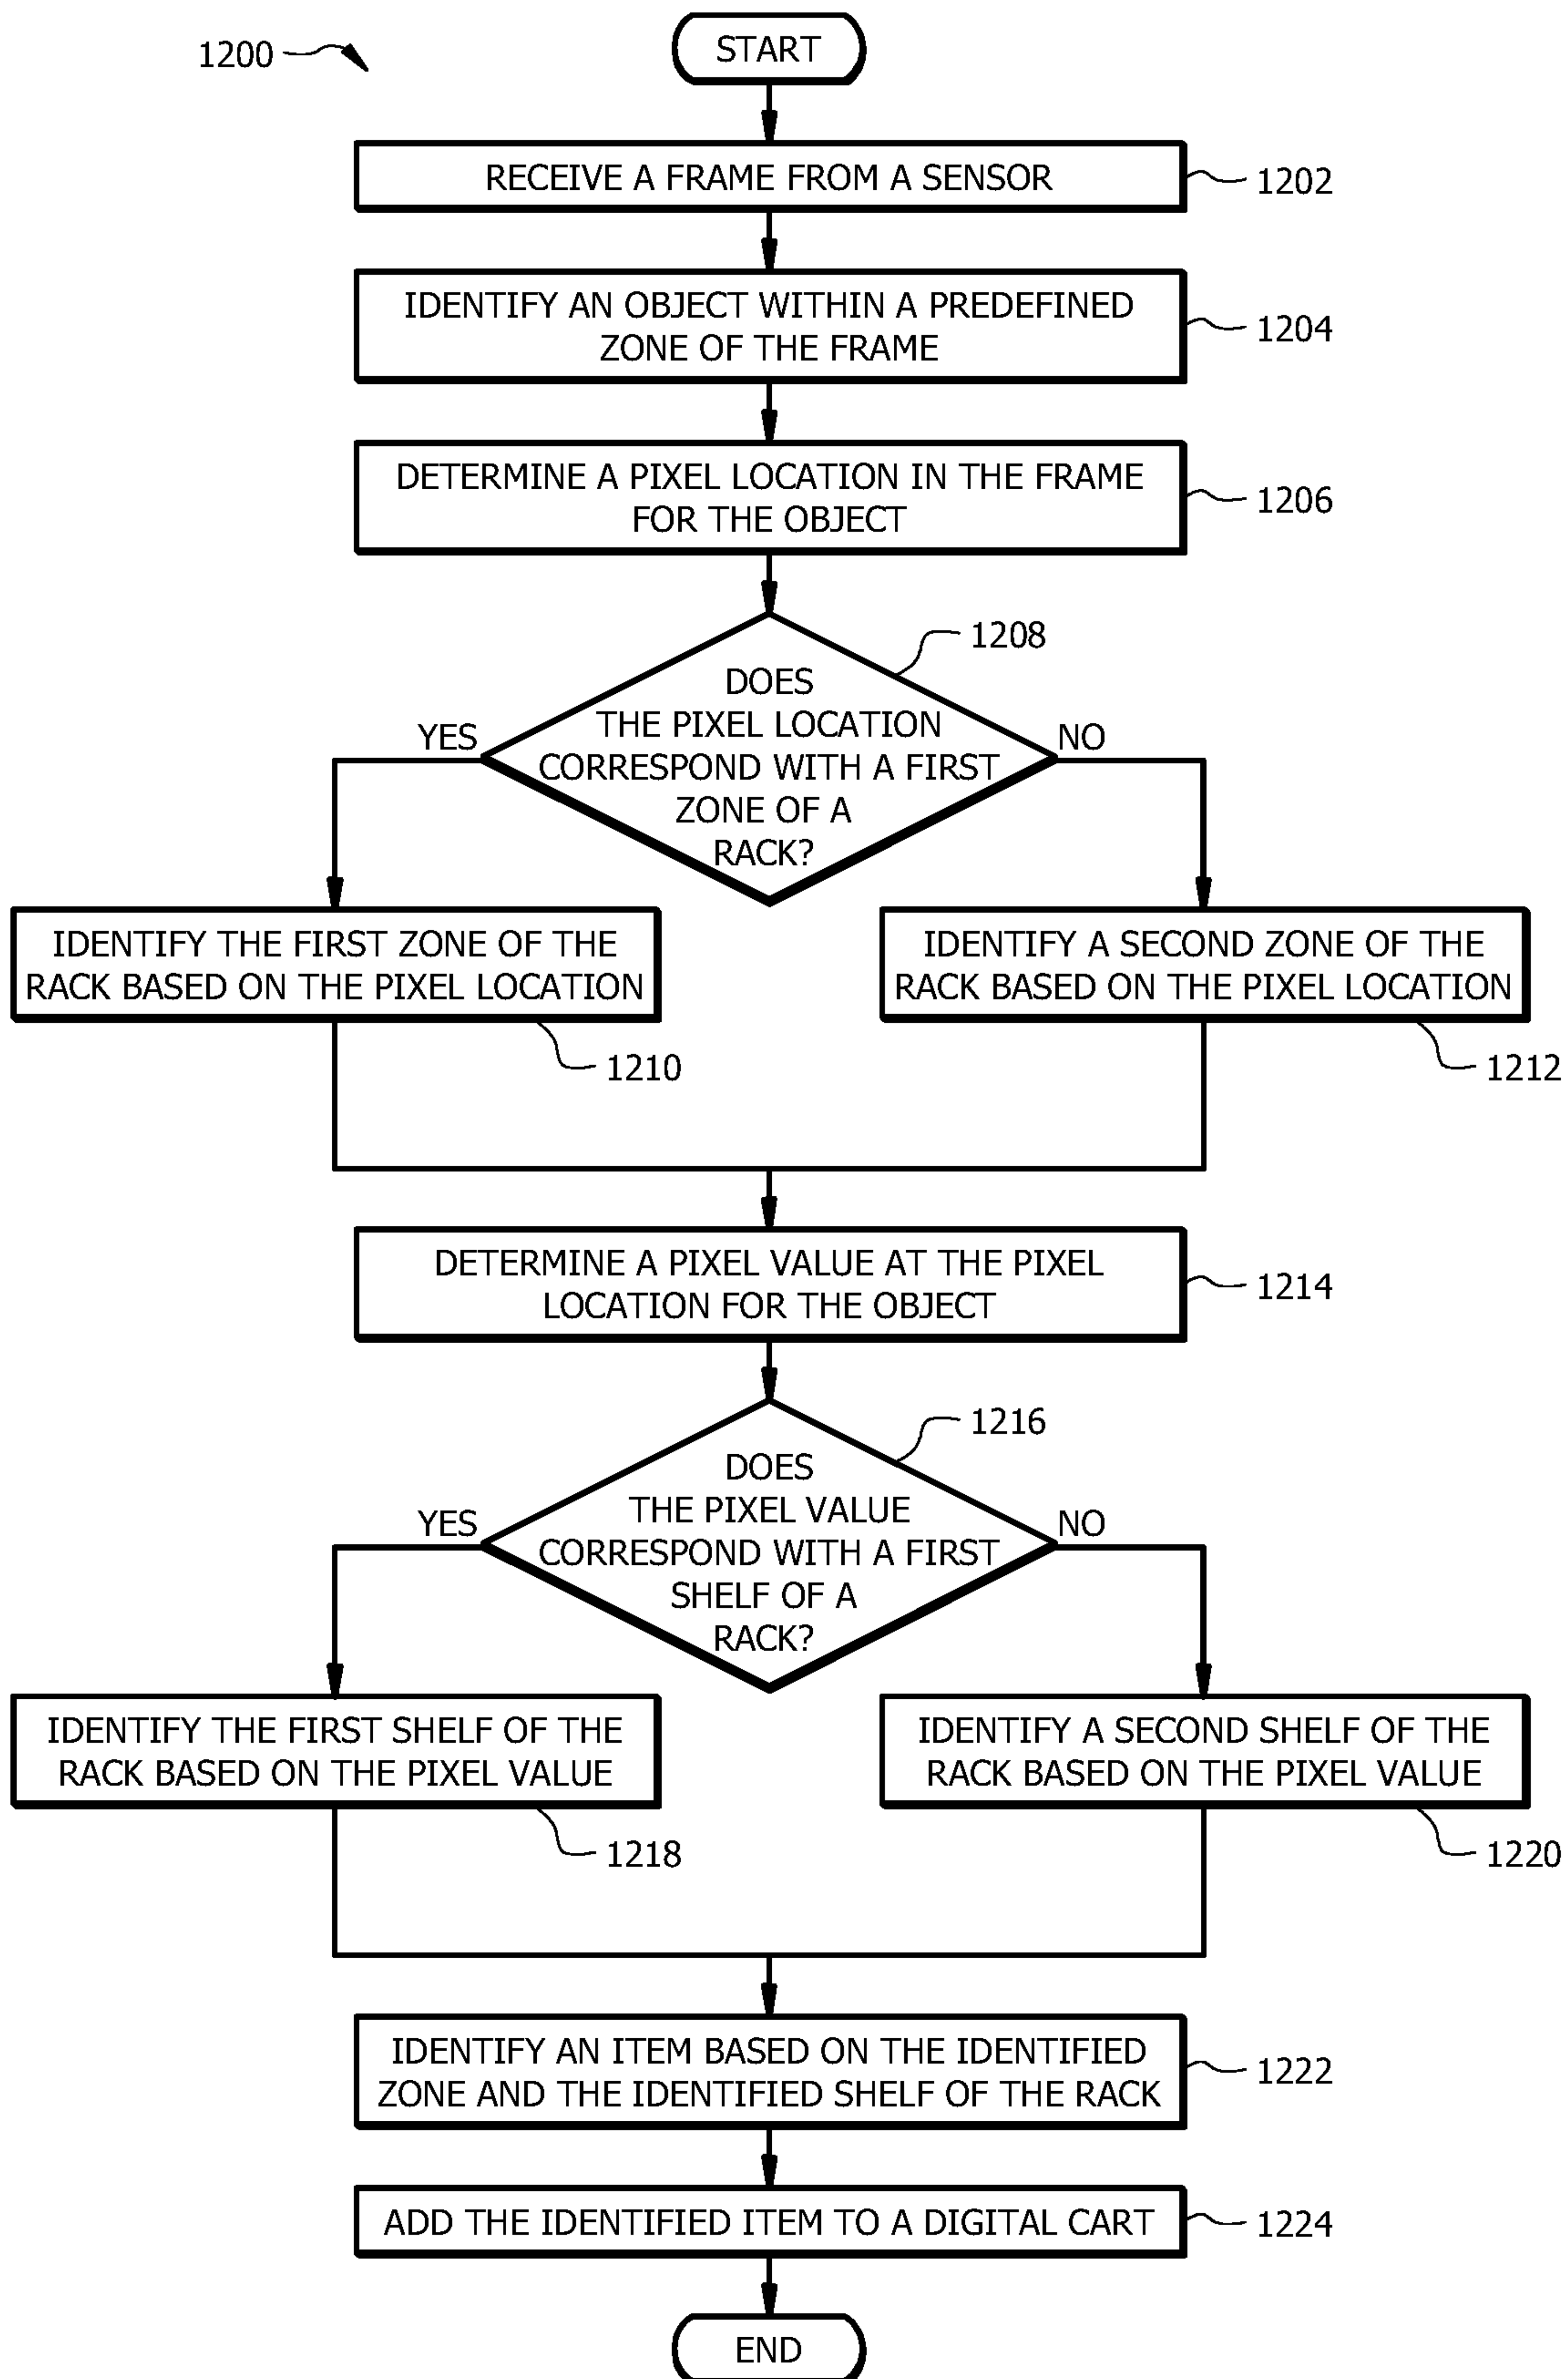 1200
START
RECEIVE A FRAME FROM A SENSOR
1202
IDENTIFY AN OBJECT WITHIN A PREDEFINED
ZONE OF THE FRAME
1204
DETERMINE A PIXEL LOCATION IN THE FRAME
FOR THE OBJECT
1206
1208
DOES
THE PIXEL LOCATION
CORRESPOND WITH A FIRST
ZONE OF A
RACK?
YES
NO
IDENTIFY THE FIRST ZONE OF THE
RACK BASED ON THE PIXEL LOCATION
1210
IDENTIFY A SECOND ZONE OF THE
RACK BASED ON THE PIXEL LOCATION
1212
DETERMINE A PIXEL VALUE AT THE PIXEL
LOCATION FOR THE OBJECT
1214
1216
DOES
THE PIXEL VALUE
CORRESPOND WITH A FIRST
SHELF OF A
RACK?
YES
NO
IDENTIFY THE FIRST SHELF OF THE
RACK BASED ON THE PIXEL VALUE
1218
IDENTIFY A SECOND SHELF OF THE
RACK BASED ON THE PIXEL VALUE
1220
IDENTIFY AN ITEM BASED ON THE IDENTIFIED
ZONE AND THE IDENTIFIED SHELF OF THE RACK
1222
ADD THE IDENTIFIED ITEM TO A DIGITAL CART
1224
END